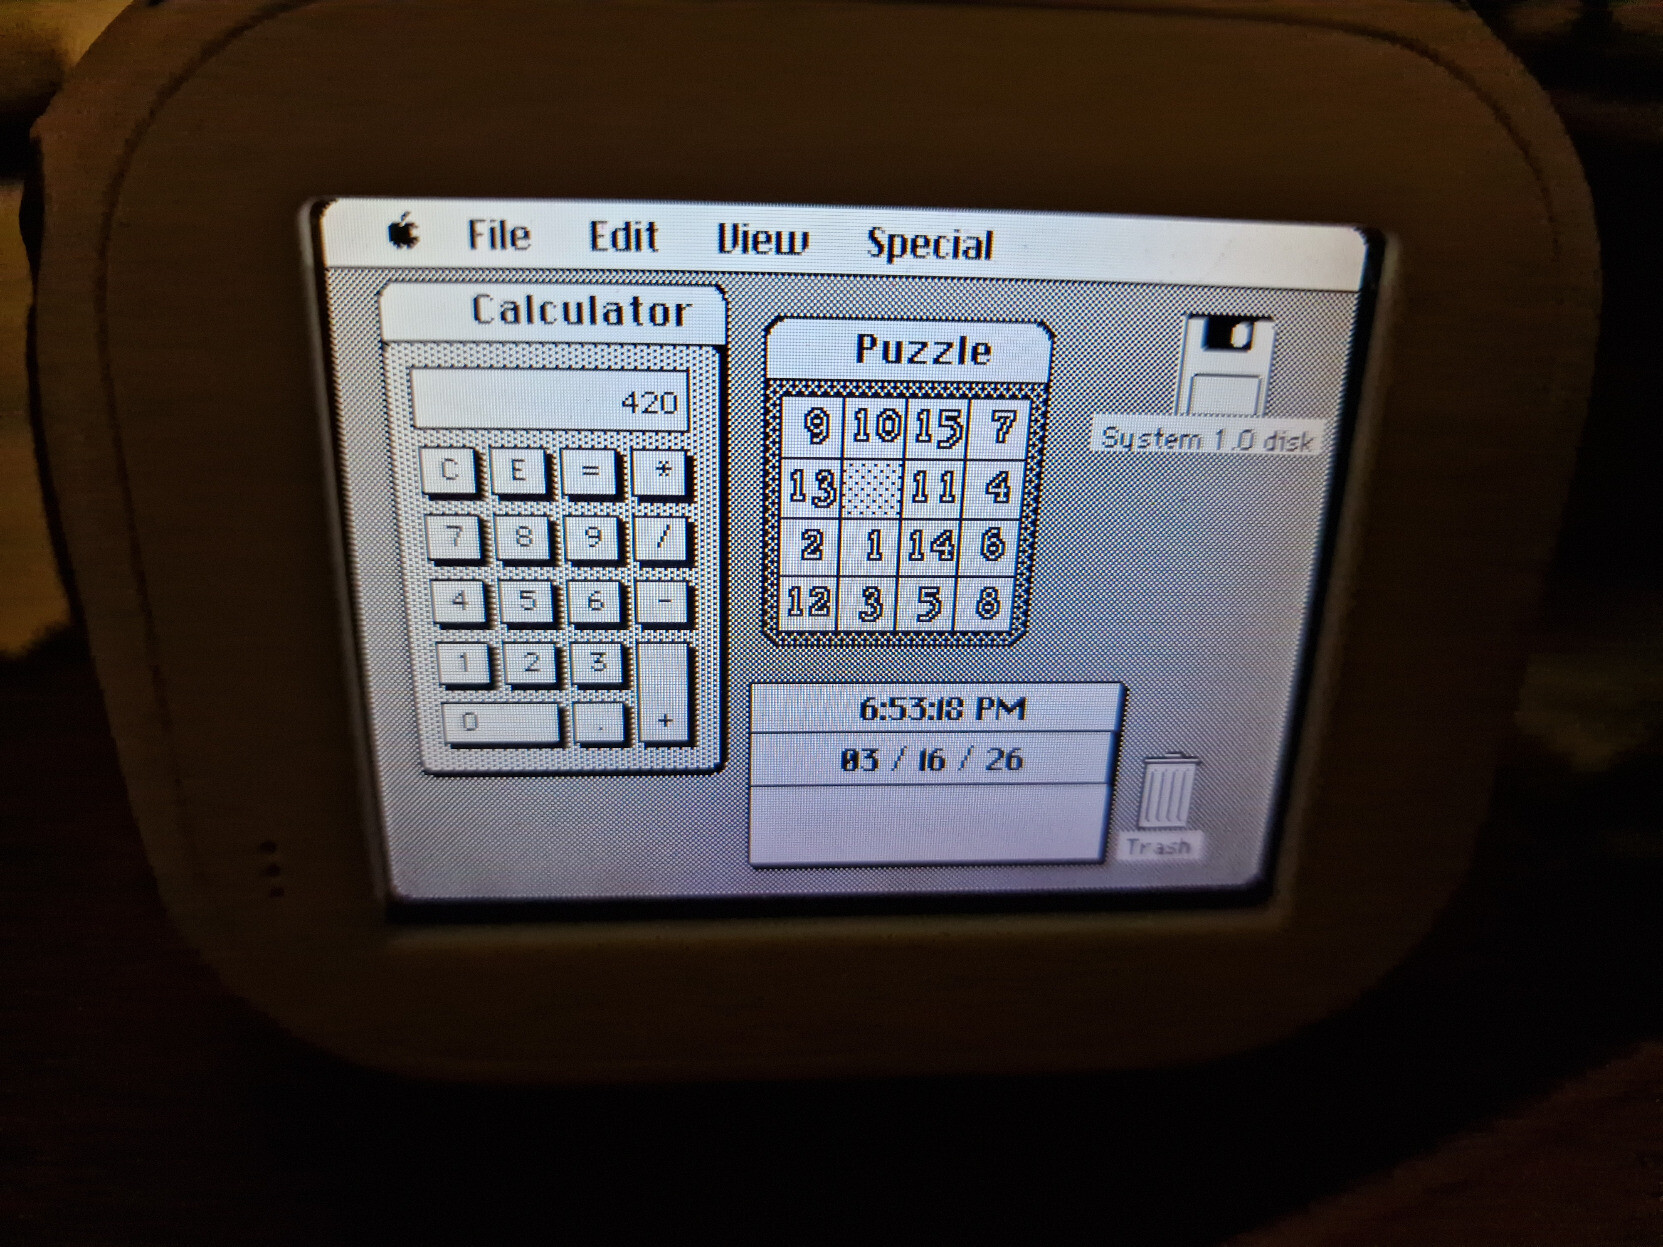 File Edit View Special
Calculator
420
C E = *
7 8 9 /
4 5 6 -
1 2 3
0 . +
Puzzle
9 10 15 7
13 11 4
2 1 14 6
12 3 5 8
System 1.0 disk
6:53:18 PM
03 / 16 / 26
Trash